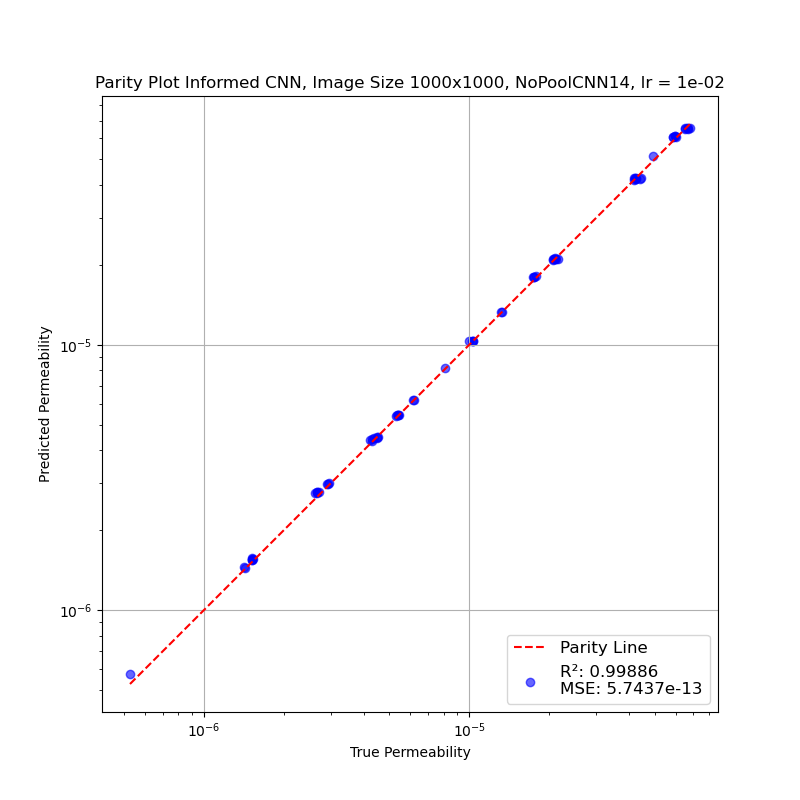 Parity Plot Informed CNN, Image Size 1000x1000, NoPoolCNN14, lr = 1e-02
Predicted Permeability
10⁻⁵
10⁻⁶
Parity Line
R²: 0.99886
MSE: 5.7437e-13
10⁻⁶
10⁻⁵
True Permeability